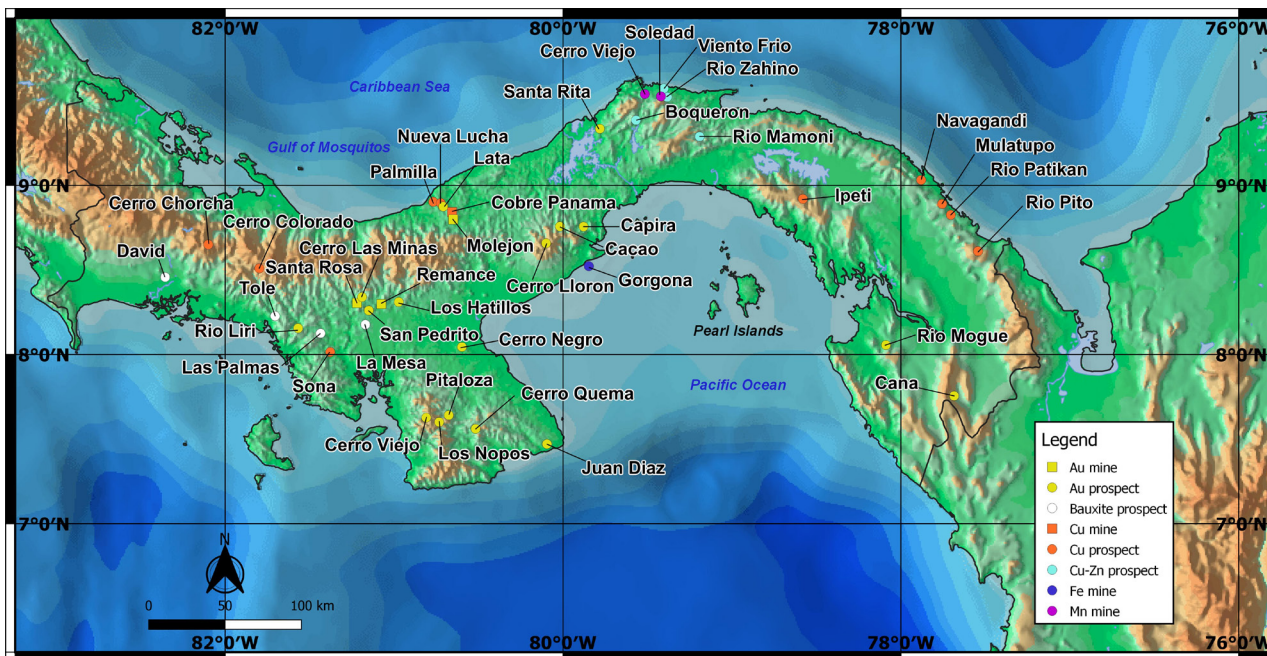 82°0′W
80°0′W
78°0′W
76°0′W
Soledad
Cerro Viejo
Viento Frio
Rio Zahino
Caribbean Sea
Santa Rita
Boqueron
Nueva Lucha
Rio Mamoni
Navagandi
Gulf of Mosquitos
Lata
Mulatupo
Palmilla
Rio Patikan
9°0′N
9°0′N
Cerro Chorcha
Cobre Panama
Ipeti
Rio Pito
Cerro Colorado
Capira
David
Cerro Las Minas
Molejon
Caçao
Santa Rosa
Remance
Cerro Lloron
Gorgona
Tole
Los Hatillos
Rio Liri
San Pedrito
Pearl Islands
Cerro Negro
Rio Mogue
8°0′N
8°0′N
Las Palmas
La Mesa
Sona
Pitaloza
Pacific Ocean
Cana
Cerro Quema
Cerro Viejo
Los Nopos
Juan Diaz
Legend
Au mine
Au prospect
Bauxite prospect
Cu mine
Cu prospect
Cu-Zn prospect
Fe mine
Mn mine
7°0′N
7°0′N
N
0 50 100 km
82°0′W
80°0′W
78°0′W
76°0′W